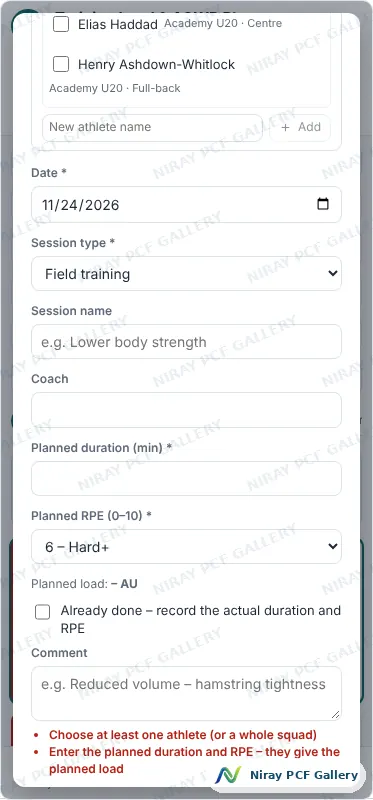 Elias Haddad Academy U20 · Centre
Henry Ashdown-Whitlock
Academy U20 · Full-back
New athlete name
+ Add
Date *
11/24/2026
Session type *
Field training
Session name
e.g. Lower body strength
Coach
Planned duration (min) *
Planned RPE (0–10) *
6 – Hard+
Planned load: – AU
Already done – record the actual duration and
RPE
Comment
e.g. Reduced volume – hamstring tightness
• Choose at least one athlete (or a whole squad)
• Enter the planned duration and RPE – they give the
planned load
Niray PCF Gallery
NIRAY PCF GALLERY